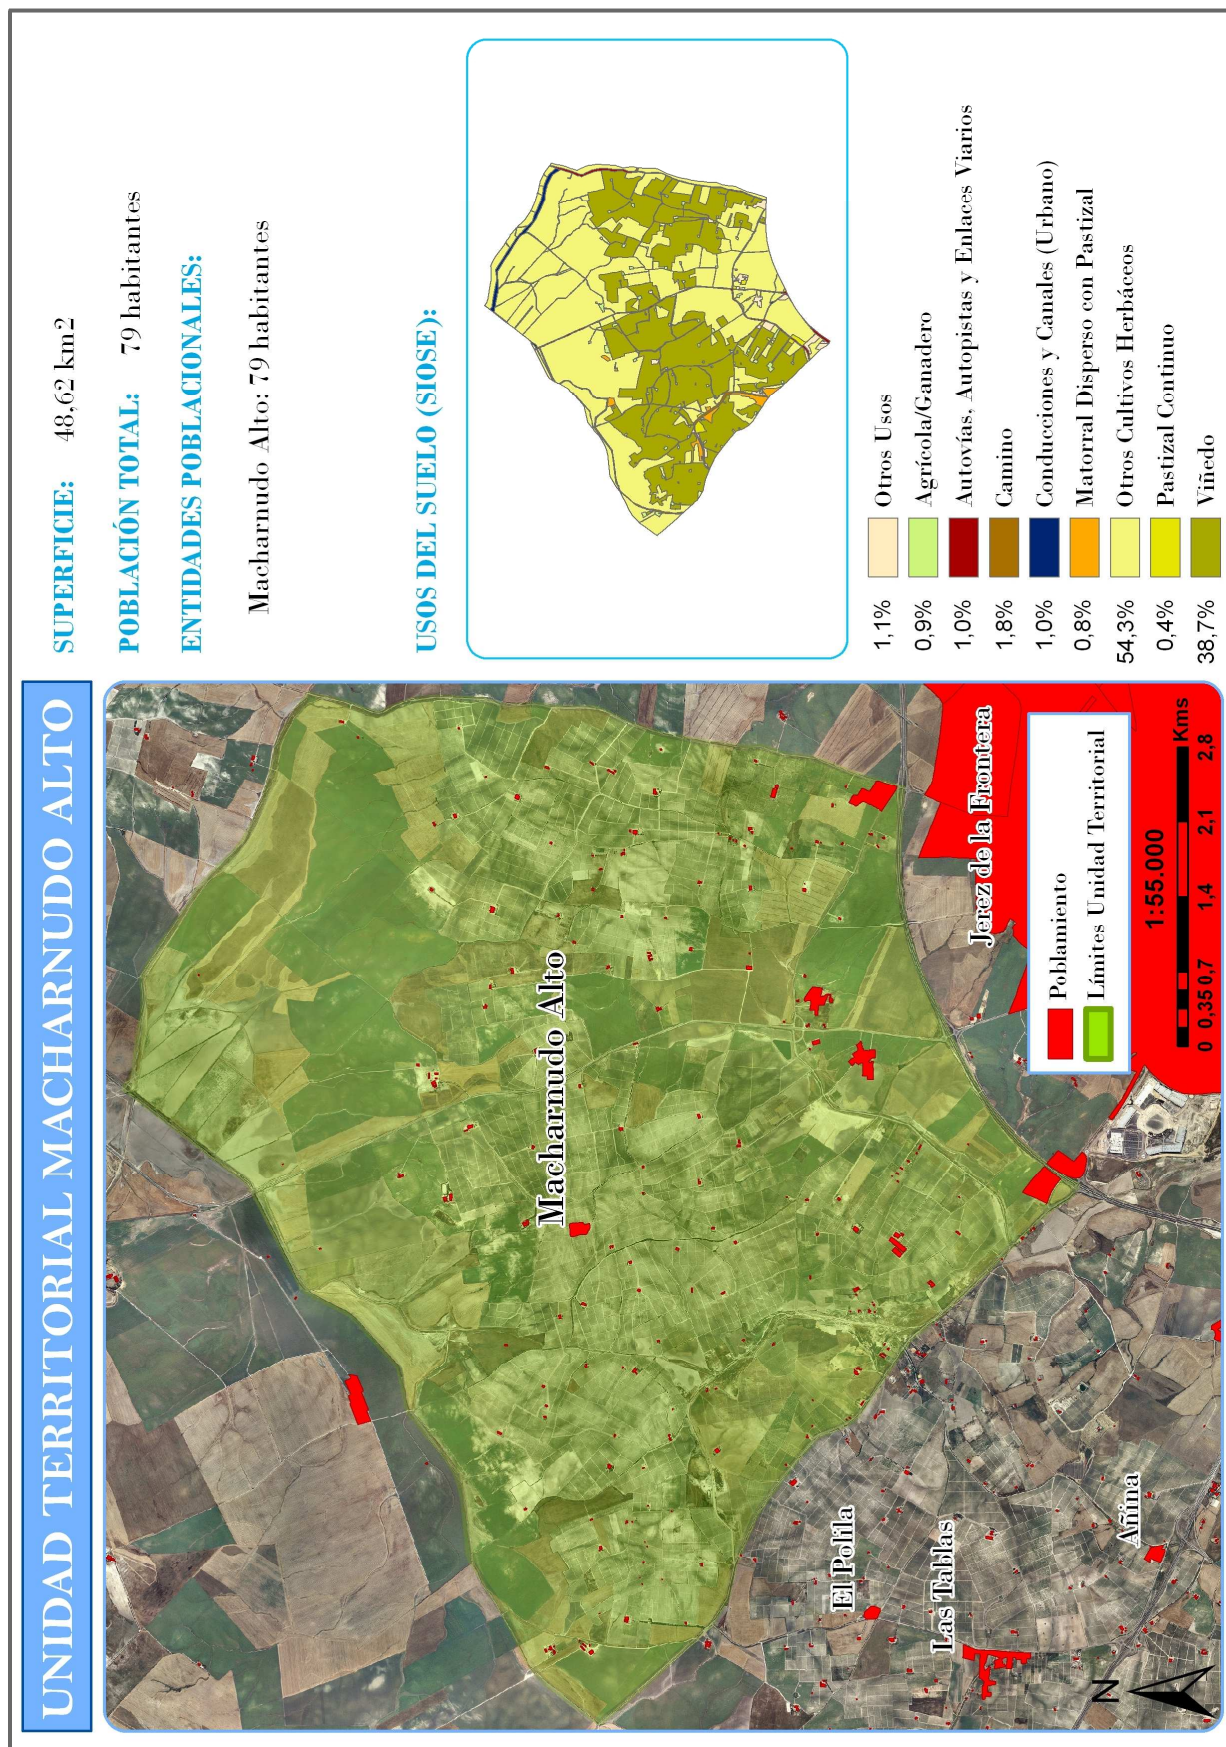 UNIDAD TERRITORIAL MACHARNUDO ALTO
SUPERFICIE: 48,62 km2
POBLACIÓN TOTAL: 79 habitantes
ENTIDADES POBLACIONALES:
Macharnudo Alto: 79 habitantes
USOS DEL SUELO (SIOSE):
1,1% Otros Usos
0,9% Agrícola/Ganadero
1,0% Autovías, Autopistas y Enlaces Viarios
1,8% Camino
1,0% Conducciones y Canales (Urbano)
0,8% Matorral Disperso con Pastizal
54,3% Otros Cultivos Herbáceos
0,4% Pastizal Continuo
38,7% Viñedo
Macharnudo Alto
Jerez de la Frontera
El Polila
Las Tablas
Añina
N
Poblamiento
Límites Unidad Territorial
1:55.000
0 0,35 0,7 1,4 2,1 2,8
Kms